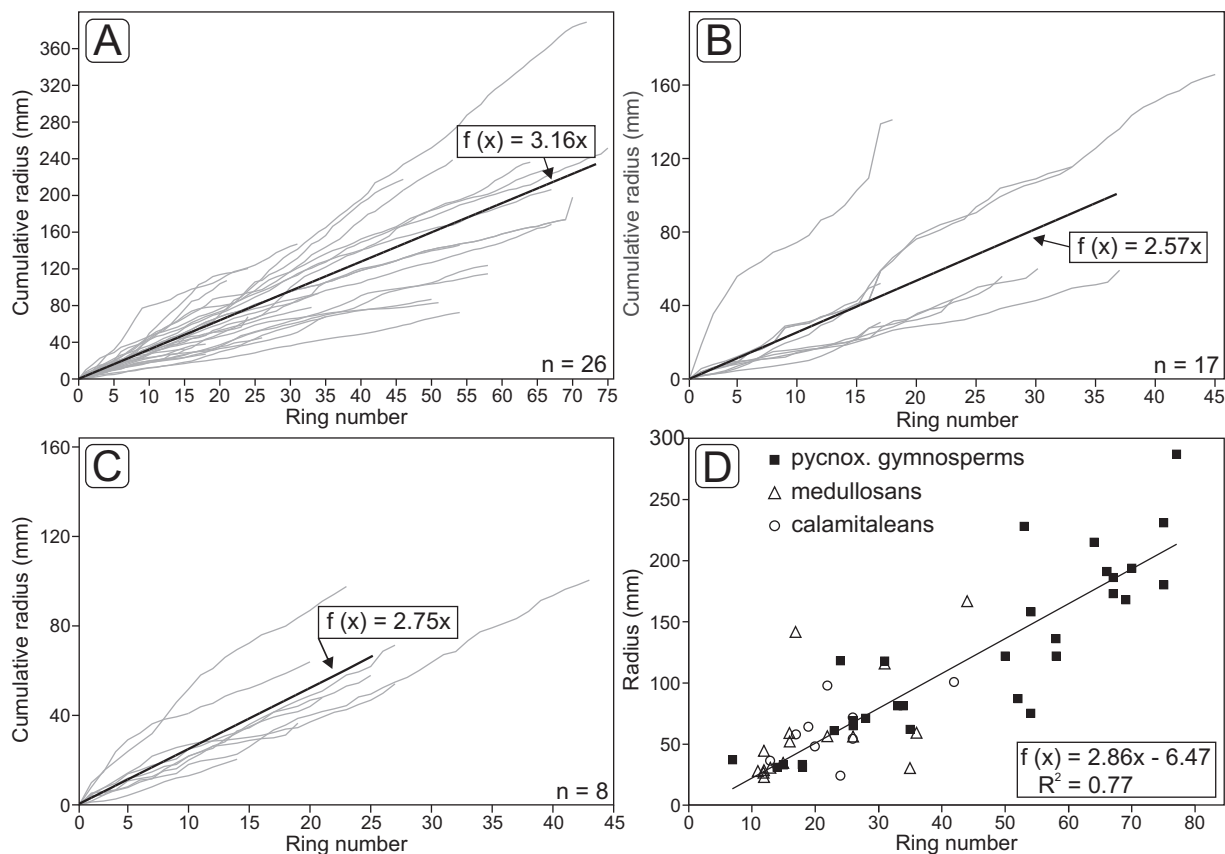 A
Cumulative radius (mm)
360
320
280
240
200
160
120
80
40
0
f (x) = 3.16x
n = 26
0 5 10 15 20 25 30 35 40 45 50 55 60 65 70 75
Ring number
B
Cumulative radius (mm)
160
120
80
40
0
f (x) = 2.57x
n = 17
0 5 10 15 20 25 30 35 40 45
Ring number
C
Cumulative radius (mm)
160
120
80
40
0
f (x) = 2.75x
n = 8
0 5 10 15 20 25 30 35 40 45
Ring number
D
Radius (mm)
300
250
200
150
100
50
0
pycnox. gymnosperms
medullosans
calamitaleans
f (x) = 2.86x - 6.47
R² = 0.77
0 10 20 30 40 50 60 70 80
Ring number